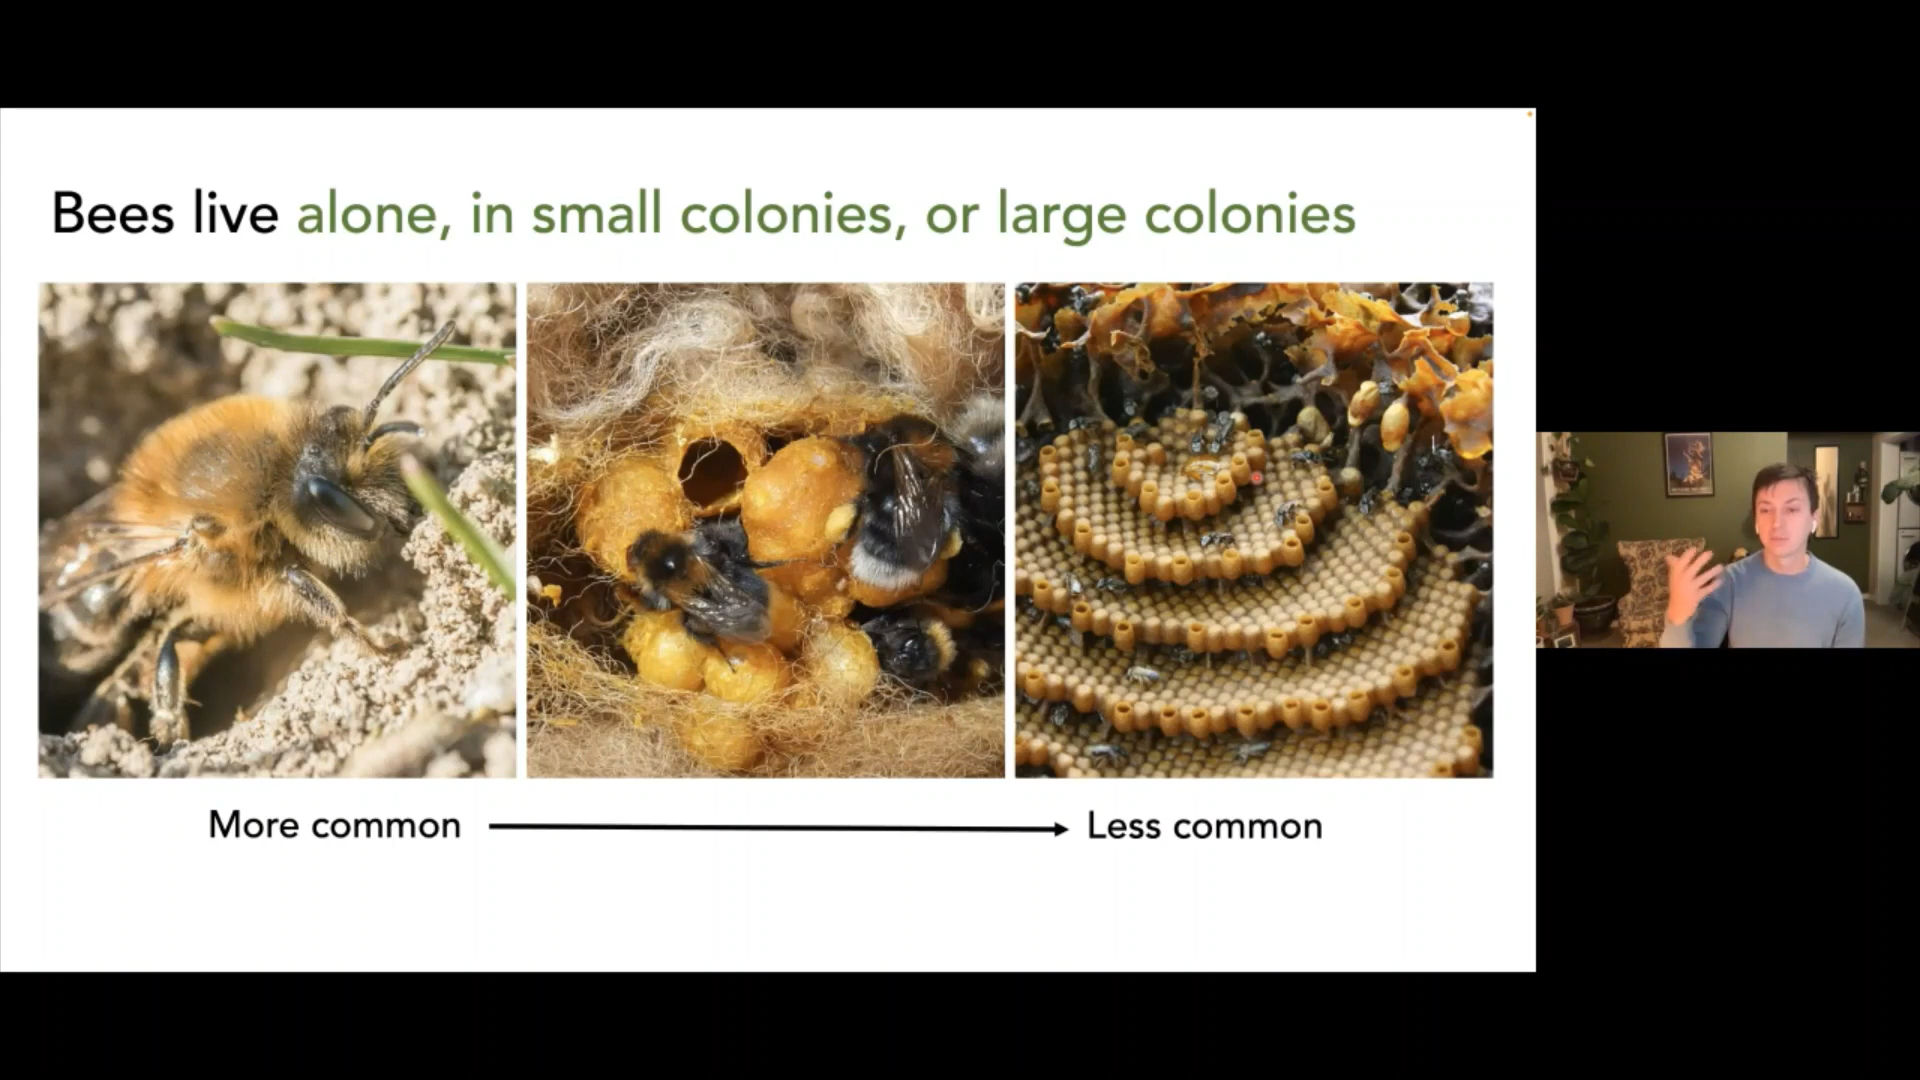 Bees live alone, in small colonies, or large colonies
More common
Less common